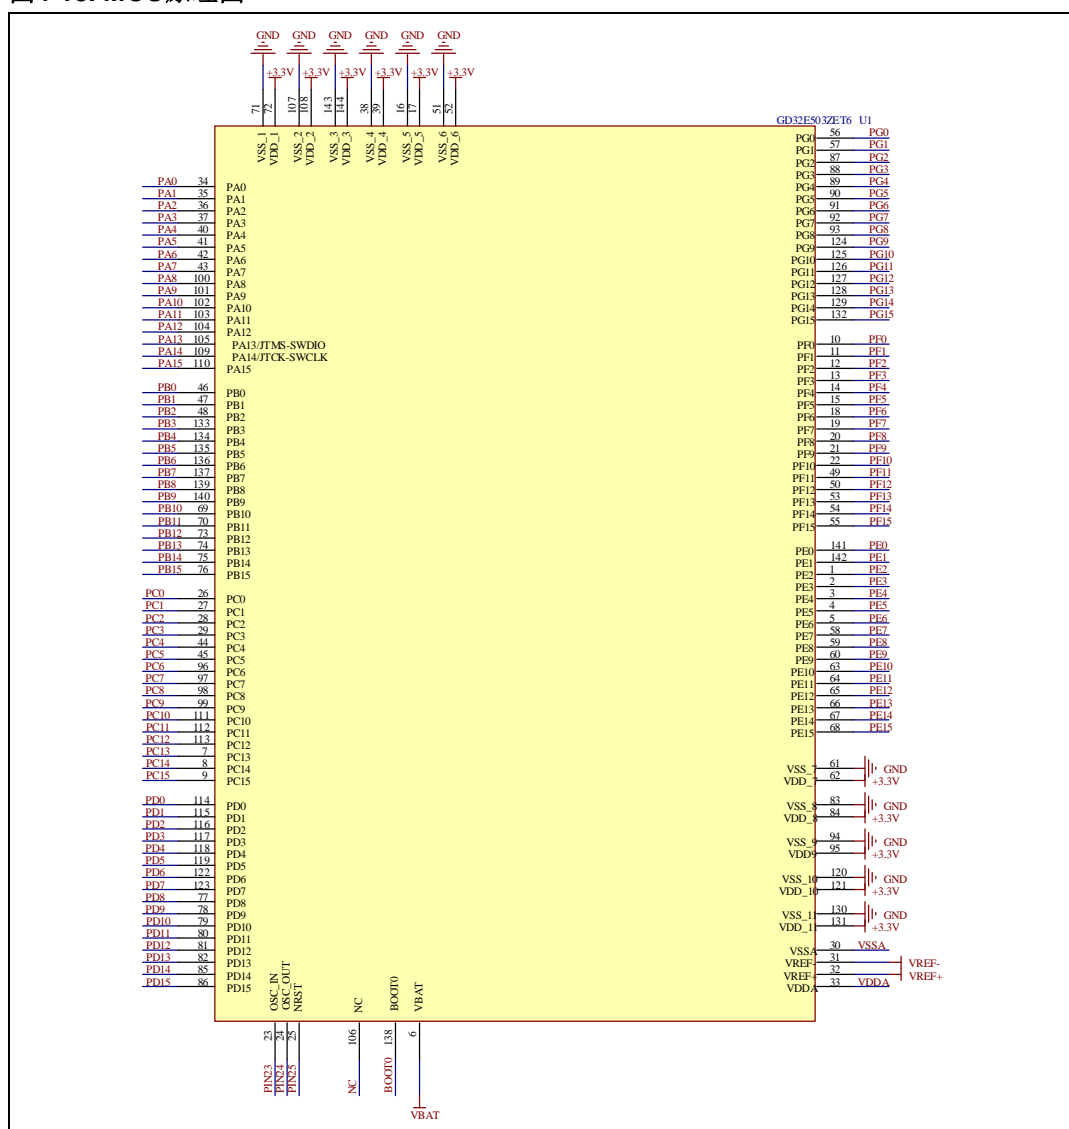 GND GND GND GND GND GND
+3.3V +3.3V +3.3V +3.3V +3.3V +3.3V
71 72 107 108 143 144 38 39 16 17 51 52
VSS_1 VDD_1 VSS_2 VDD_2 VSS_3 VDD_3 VSS_4 VDD_4 VSS_5 VDD_5 VSS_6 VDD_6
GD32E503ZET6 U1
PA0 34 PA0
PA1 35 PA1
PA2 36 PA2
PA3 37 PA3
PA4 40 PA4
PA5 41 PA5
PA6 42 PA6
PA7 43 PA7
PA8 100 PA8
PA9 101 PA9
PA10 102 PA10
PA11 103 PA11
PA12 104 PA12
PA13 105 PA13/JTMS-SWDIO
PA14 109 PA14/JTCK-SWCLK
PA15 110 PA15
PB0 46 PB0
PB1 47 PB1
PB2 48 PB2
PB3 133 PB3
PB4 134 PB4
PB5 135 PB5
PB6 136 PB6
PB7 137 PB7
PB8 139 PB8
PB9 140 PB9
PB10 69 PB10
PB11 70 PB11
PB12 73 PB12
PB13 74 PB13
PB14 75 PB14
PB15 76 PB15
PC0 26 PC0
PC1 27 PC1
PC2 28 PC2
PC3 29 PC3
PC4 44 PC4
PC5 45 PC5
PC6 96 PC6
PC7 97 PC7
PC8 98 PC8
PC9 99 PC9
PC10 111 PC10
PC11 112 PC11
PC12 113 PC12
PC13 7 PC13
PC14 8 PC14
PC15 9 PC15
PD0 114 PD0
PD1 115 PD1
PD2 116 PD2
PD3 117 PD3
PD4 118 PD4
PD5 119 PD5
PD6 122 PD6
PD7 123 PD7
PD8 77 PD8
PD9 78 PD9
PD10 79 PD10
PD11 80 PD11
PD12 81 PD12
PD13 82 PD13
PD14 85 PD14
PD15 86 PD15
PG0 56 PG0
PG1 57 PG1
PG2 87 PG2
PG3 88 PG3
PG4 89 PG4
PG5 90 PG5
PG6 91 PG6
PG7 92 PG7
PG8 93 PG8
PG9 124 PG9
PG10 125 PG10
PG11 126 PG11
PG12 127 PG12
PG13 128 PG13
PG14 129 PG14
PG15 132 PG15
PF0 10 PF0
PF1 11 PF1
PF2 12 PF2
PF3 13 PF3
PF4 14 PF4
PF5 15 PF5
PF6 18 PF6
PF7 19 PF7
PF8 20 PF8
PF9 21 PF9
PF10 22 PF10
PF11 49 PF11
PF12 50 PF12
PF13 53 PF13
PF14 54 PF14
PF15 55 PF15
PE0 141 PE0
PE1 142 PE1
PE2 1 PE2
PE3 2 PE3
PE4 3 PE4
PE5 4 PE5
PE6 5 PE6
PE7 58 PE7
PE8 59 PE8
PE9 60 PE9
PE10 63 PE10
PE11 64 PE11
PE12 65 PE12
PE13 66 PE13
PE14 67 PE14
PE15 68 PE15
VSS_7 61 GND
VDD_7 62 +3.3V
VSS_8 83 GND
VDD_8 84 +3.3V
VSS_9 94 GND
VDD9 95 +3.3V
VSS_10 120 GND
VDD_10 121 +3.3V
VSS_11 130 GND
VDD_11 131 +3.3V
VSSA 30 VSSA
VREF- 31 VREF-
VREF+ 32 VREF+
VDDA 33 VDDA
OSC_IN OSC_OUT NRST NC BOOT0 VBAT
23 24 25 106 138 6
PIN23 PIN24 PIN25 NC BOOT0
VBAT